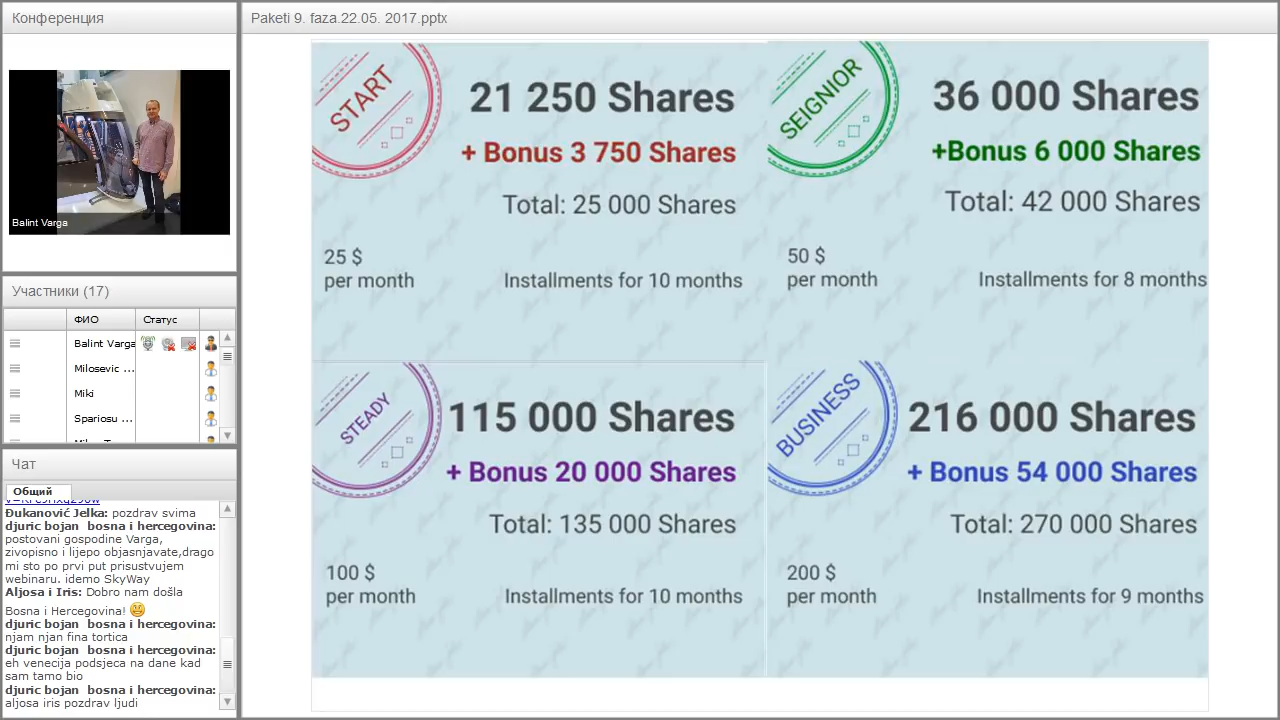 Конференция
Balint Varga
Участники (17)
ФИО
Статус
Balint Varga
Milosevic ...
Miki
Spariosu ...
Чат
Общий
Đukanović Jelka: pozdrav svima
djuric bojan bosna i hercegovina:
postovani gospodine Varga,
zivopisno i lijepo objasnjavate,drago
mi sto po prvi put prisustvujem
webinaru. idemo SkyWay
Aljosa i Iris: Dobro nam došla
Bosna i Hercegovina!
djuric bojan bosna i hercegovina:
njam njan fina tortica
djuric bojan bosna i hercegovina:
eh venecija podsjeca na dane kad
sam tamo bio
djuric bojan bosna i hercegovina:
aljosa iris pozdrav ljudi
Paketi 9. faza.22.05. 2017.pptx
START
21 250 Shares
+ Bonus 3 750 Shares
Total: 25 000 Shares
25 $
per month
Installments for 10 months
SEIGNIOR
36 000 Shares
+Bonus 6 000 Shares
Total: 42 000 Shares
50 $
per month
Installments for 8 months
STEADY
115 000 Shares
+ Bonus 20 000 Shares
Total: 135 000 Shares
100 $
per month
Installments for 10 months
BUSINESS
216 000 Shares
+ Bonus 54 000 Shares
Total: 270 000 Shares
200 $
per month
Installments for 9 months